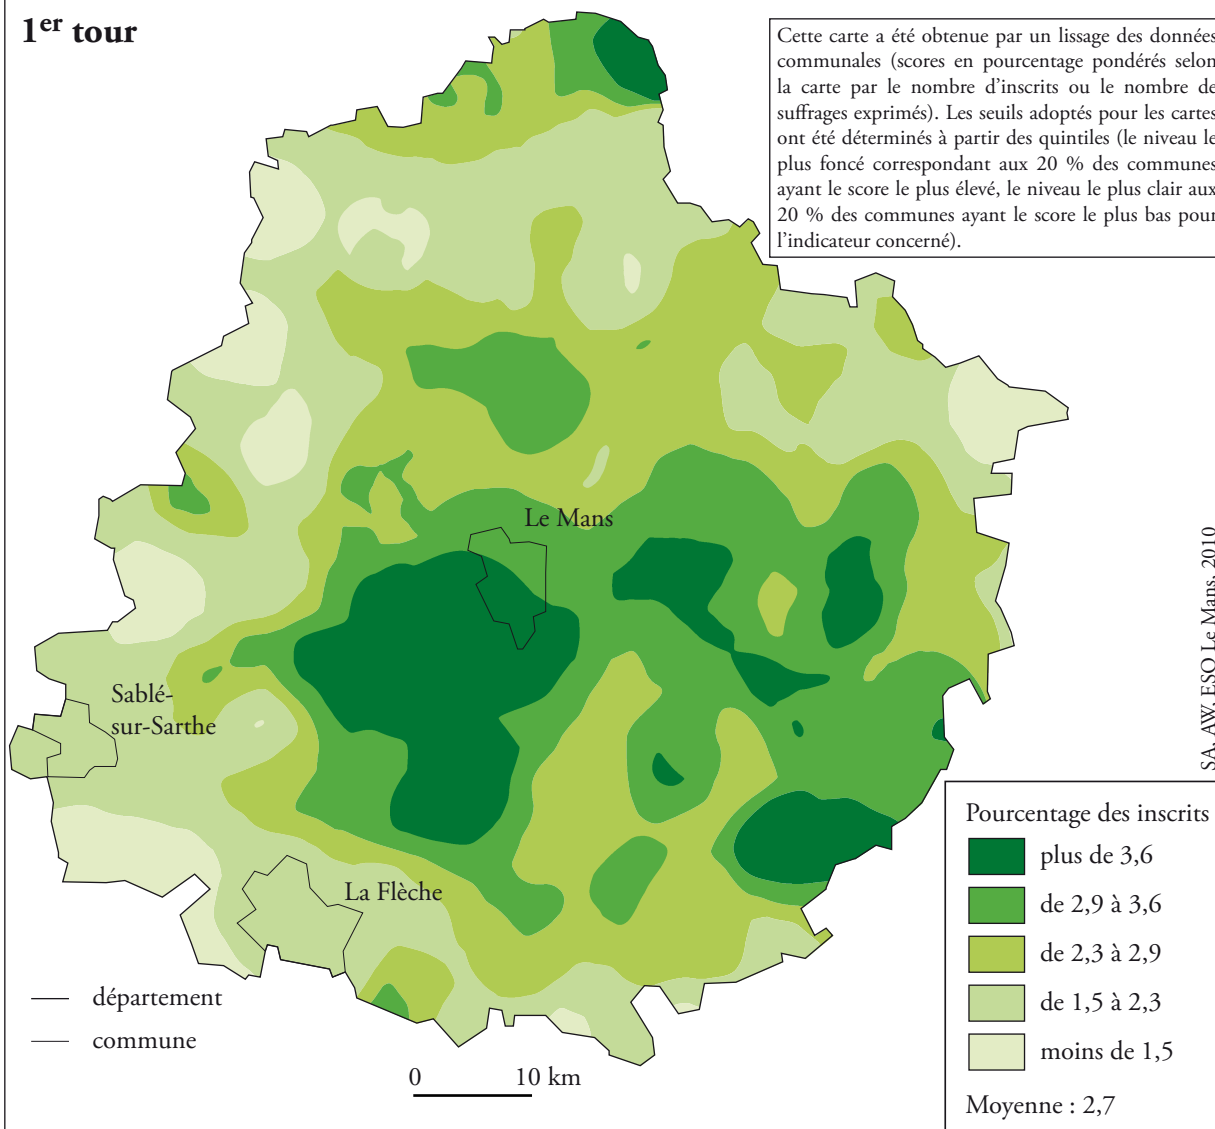 1er tour
Cette carte a été obtenue par un lissage des données
communales (scores en pourcentage pondérés selon
la carte par le nombre d'inscrits ou le nombre de
suffrages exprimés). Les seuils adoptés pour les cartes
ont été déterminés à partir des quintiles (le niveau le
plus foncé correspondant aux 20 % des communes
ayant le score le plus élevé, le niveau le plus clair aux
20 % des communes ayant le score le plus bas pour
l'indicateur concerné).
Le Mans
Sablé-
sur-Sarthe
La Flèche
SA, AW, ESO Le Mans, 2010
département
commune
0 10 km
Pourcentage des inscrits
plus de 3,6
de 2,9 à 3,6
de 2,3 à 2,9
de 1,5 à 2,3
moins de 1,5
Moyenne : 2,7